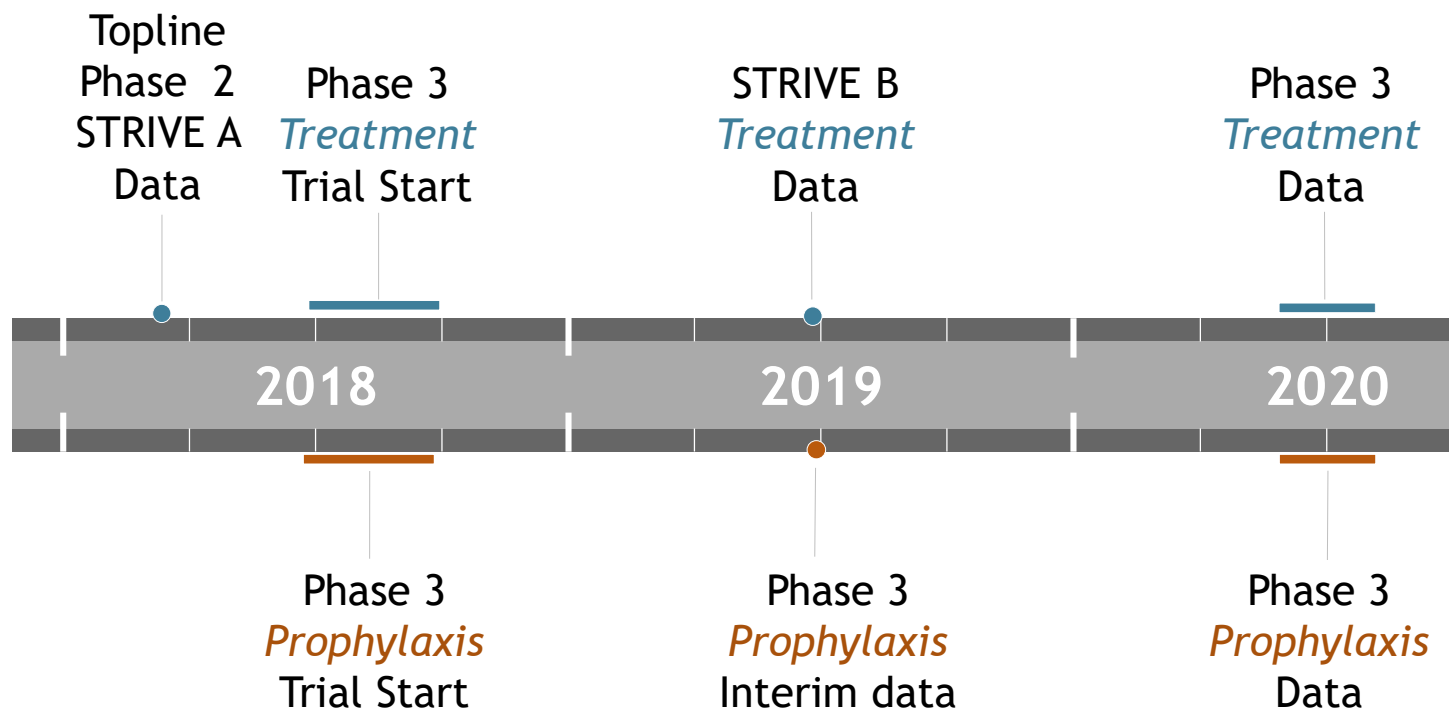 Topline
Phase 2
STRIVE A
Data
Phase 3
Treatment
Trial Start
STRIVE B
Treatment
Data
Phase 3
Treatment
Data
2018
2019
2020
Phase 3
Prophylaxis
Trial Start
Phase 3
Prophylaxis
Interim data
Phase 3
Prophylaxis
Data